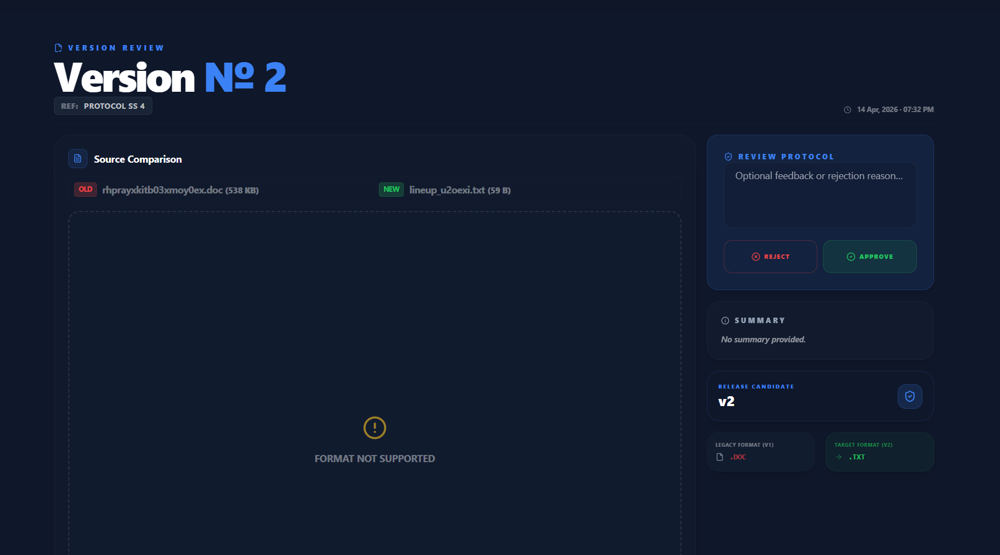 VERSION REVIEW
Version Nº 2
REF: PROTOCOL SS 4
14 Apr, 2026 - 07:32 PM
Source Comparison
OLD rhprayxkitb03xmoy0ex.doc (538 KB)
NEW lineup_u2oexi.txt (59 B)
FORMAT NOT SUPPORTED
REVIEW PROTOCOL
Optional feedback or rejection reason...
REJECT
APPROVE
SUMMARY
No summary provided.
RELEASE CANDIDATE
v2
LEGACY FORMAT (V1)
.DOC
TARGET FORMAT (V2)
.TXT